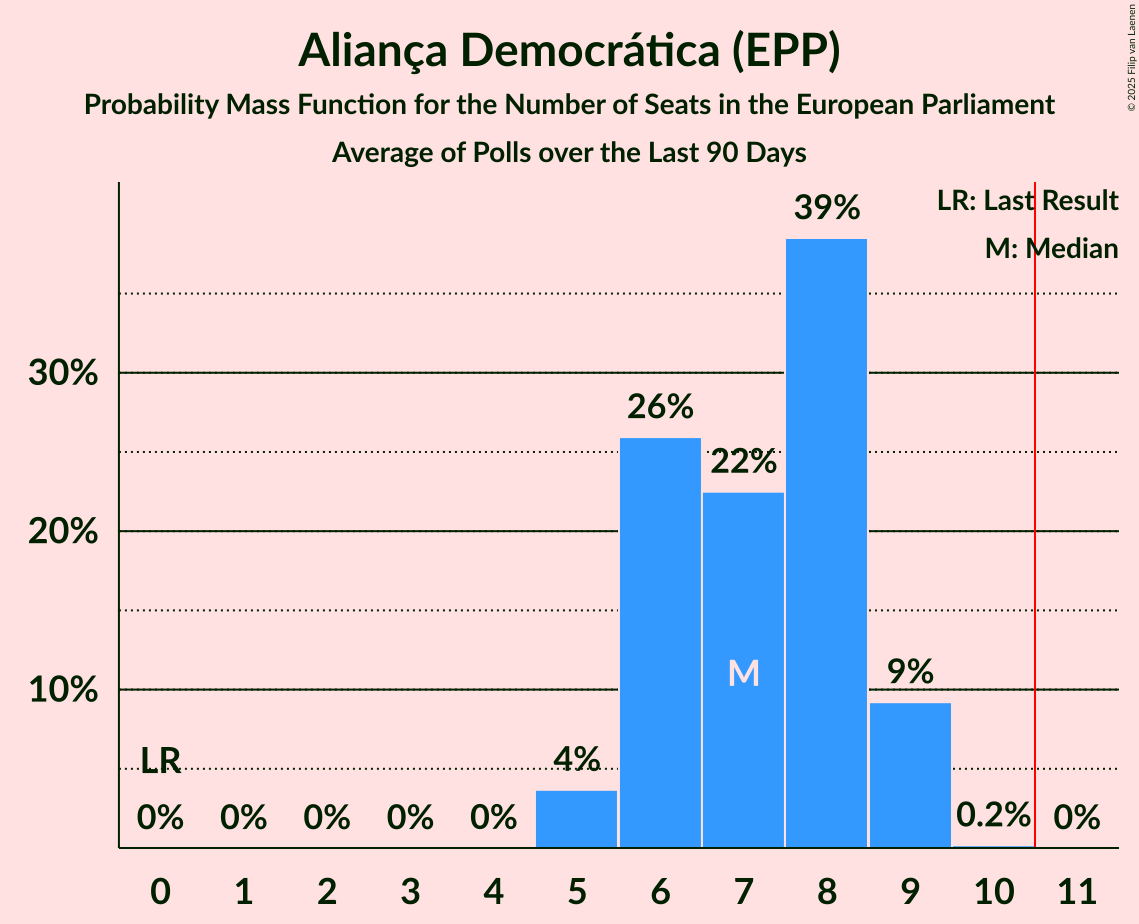 Aliança Democrática (EPP)
Probability Mass Function for the Number of Seats in the European Parliament
Average of Polls over the Last 90 Days
© 2025 Filip van Laenen
LR: Last Result
M: Median
39%
30%
26%
22%
20%
M
9%
10%
LR
4%
0% 0% 0% 0% 0% 0.2% 0%
0 1 2 3 4 5 6 7 8 9 10 11